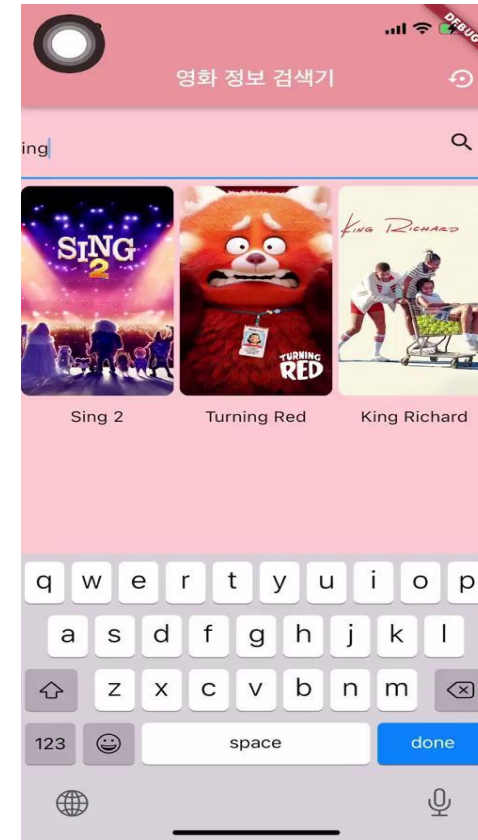 DEBUG
영화 정보 검색기
ing
SING
2
TURNING
RED
KING RICHARD
Sing 2
Turning Red
King Richard
q w e r t y u i o p
a s d f g h j k l
z x c v b n m
123
space
done